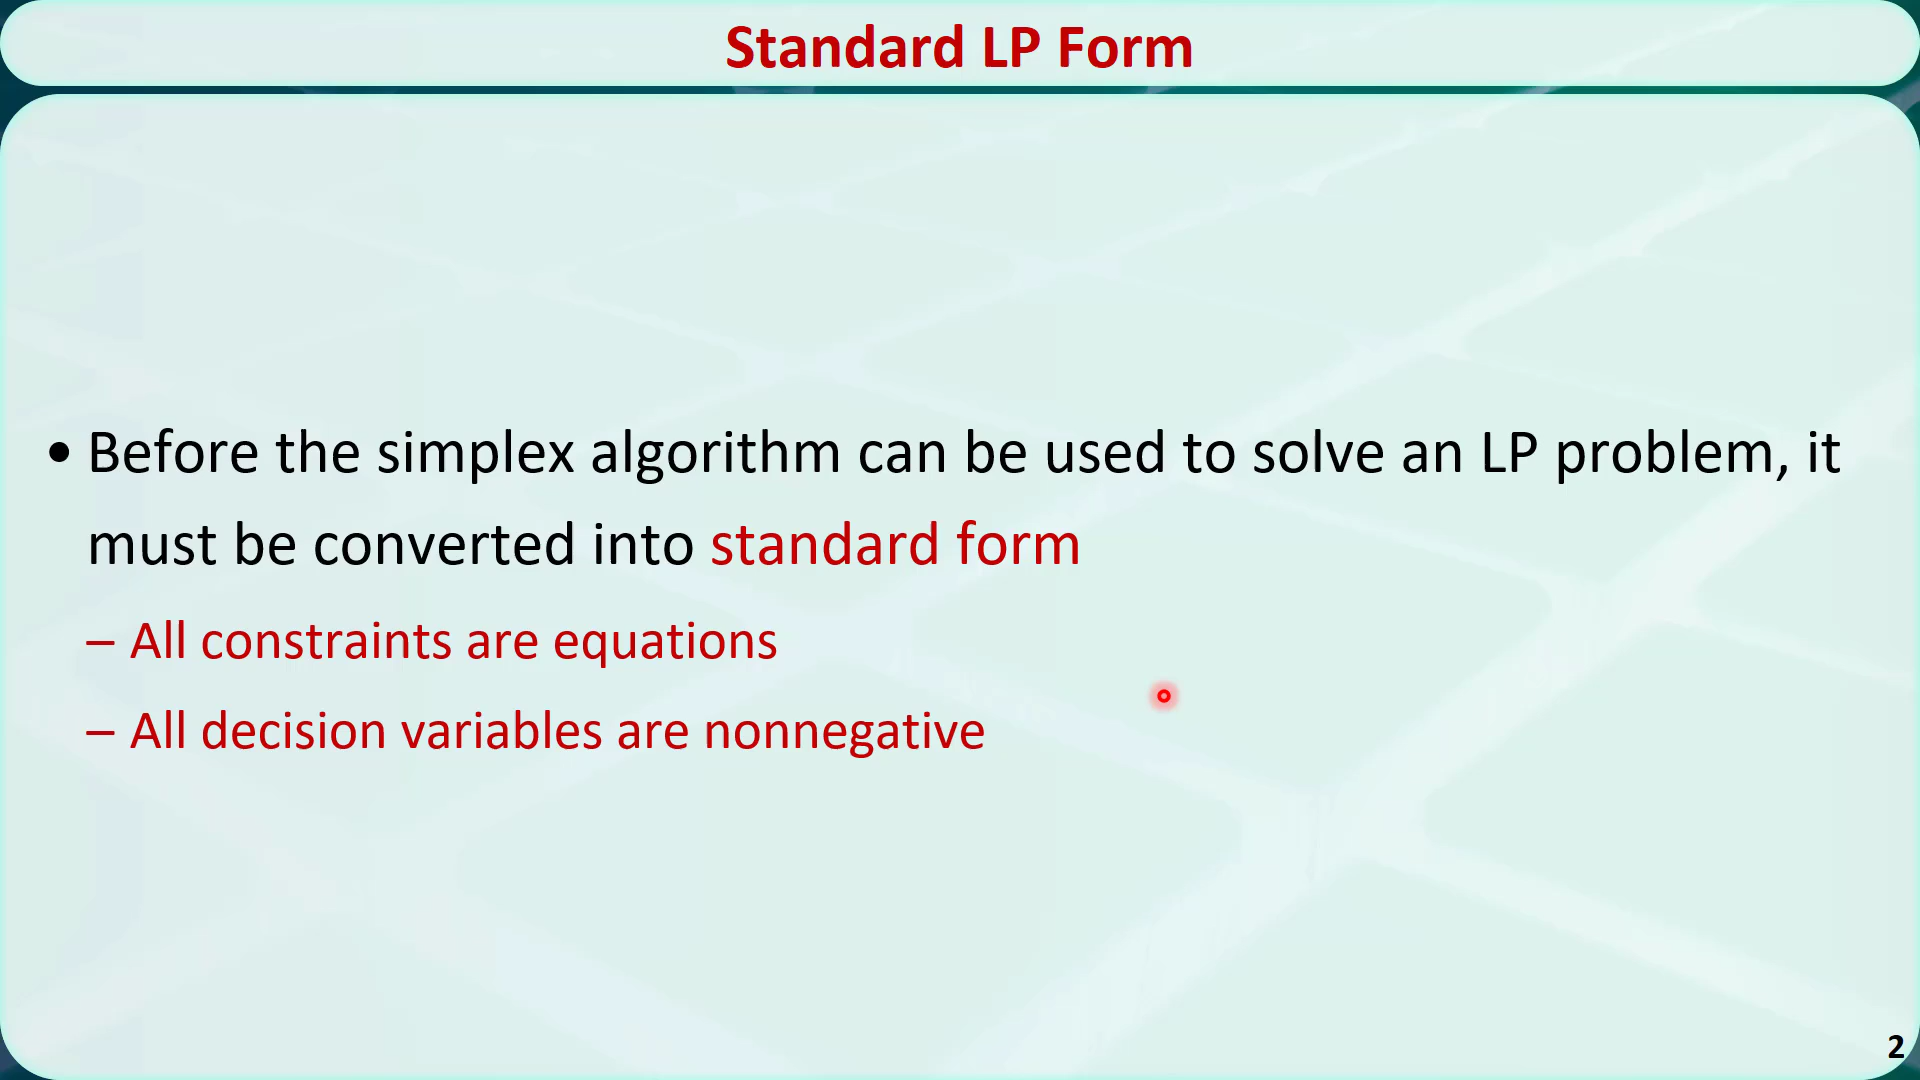 Standard LP Form
• Before the simplex algorithm can be used to solve an LP problem, it
must be converted into standard form
– All constraints are equations
– All decision variables are nonnegative
2